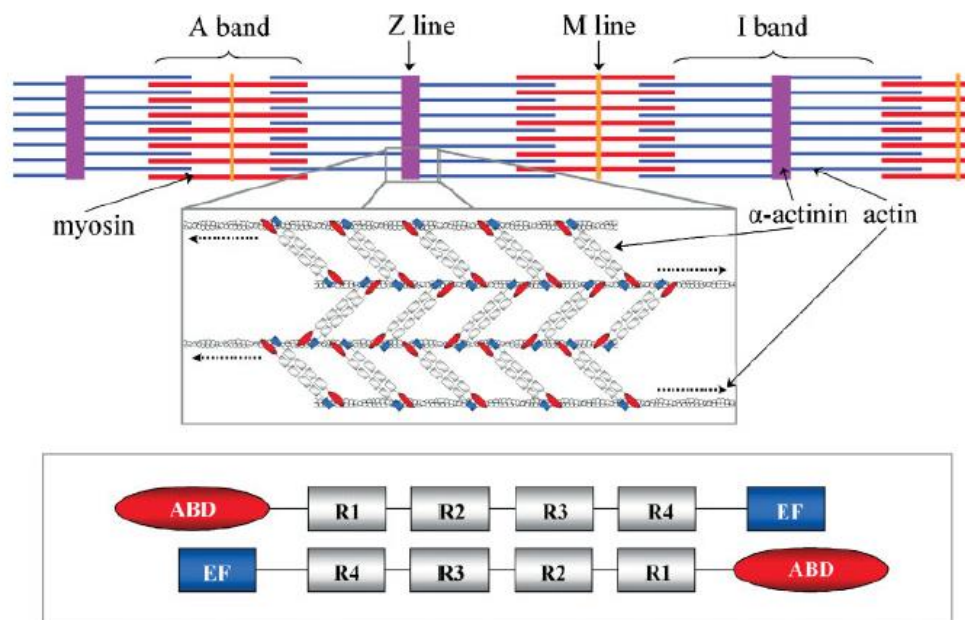 A band Z line M line I band
myosin α-actinin actin
ABD R1 R2 R3 R4 EF
EF R4 R3 R2 R1 ABD